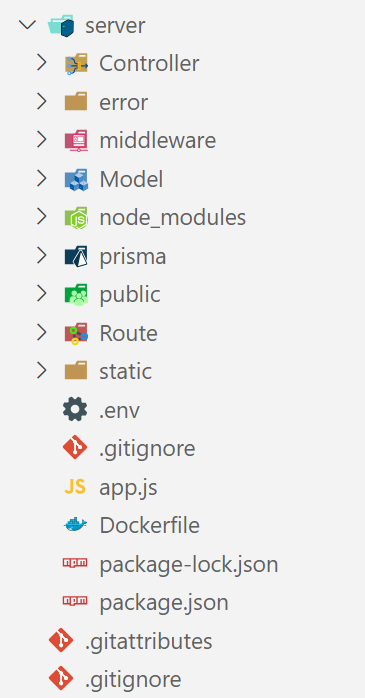 server
Controller
error
middleware
Model
node_modules
prisma
public
Route
static
.env
.gitignore
JS app.js
Dockerfile
package-lock.json
package.json
.gitattributes
.gitignore